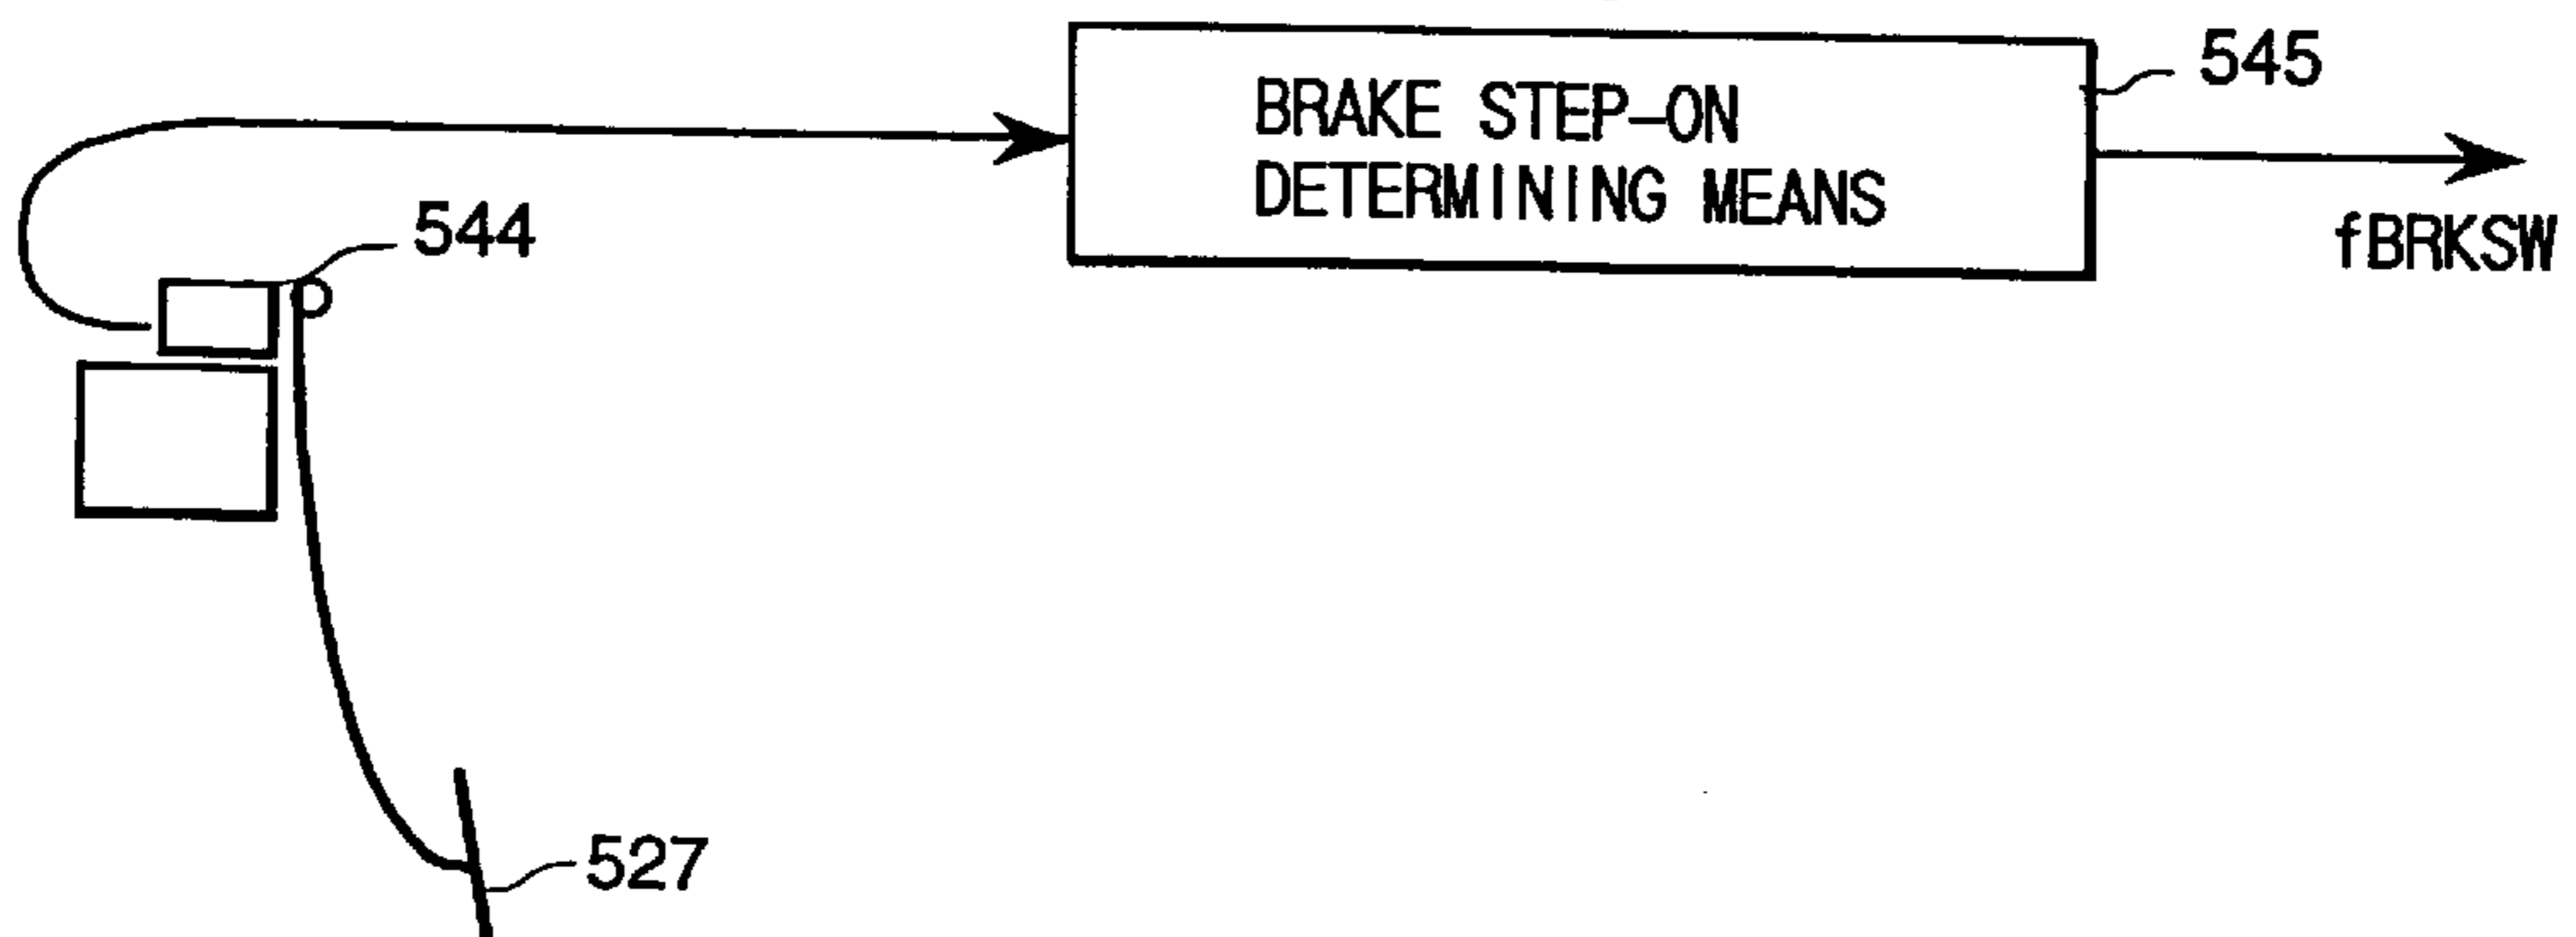 545
BRAKE STEP-ON
DETERMINING MEANS
544
fBRKSW
527